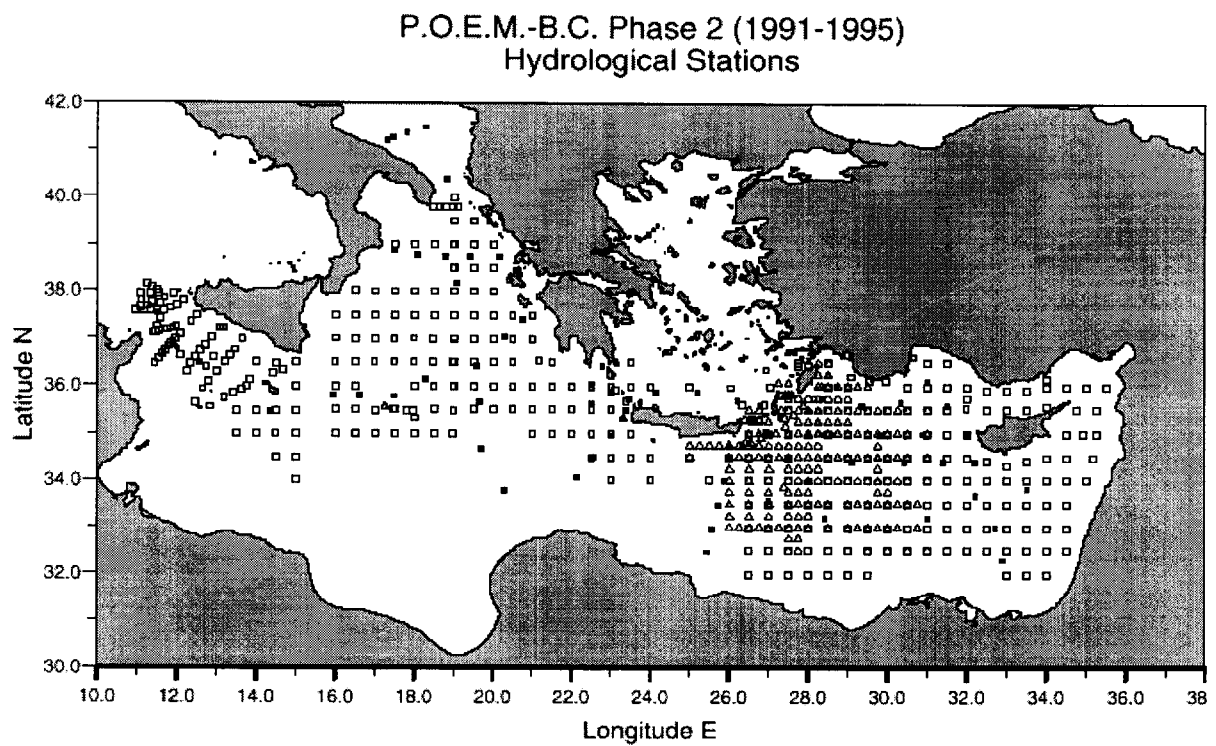 P.O.E.M.-B.C. Phase 2 (1991-1995)
Hydrological Stations
42.0
40.0
38.0
36.0
34.0
32.0
30.0
Latitude N
10.0 12.0 14.0 16.0 18.0 20.0 22.0 24.0 26.0 28.0 30.0 32.0 34.0 36.0 38
Longitude E